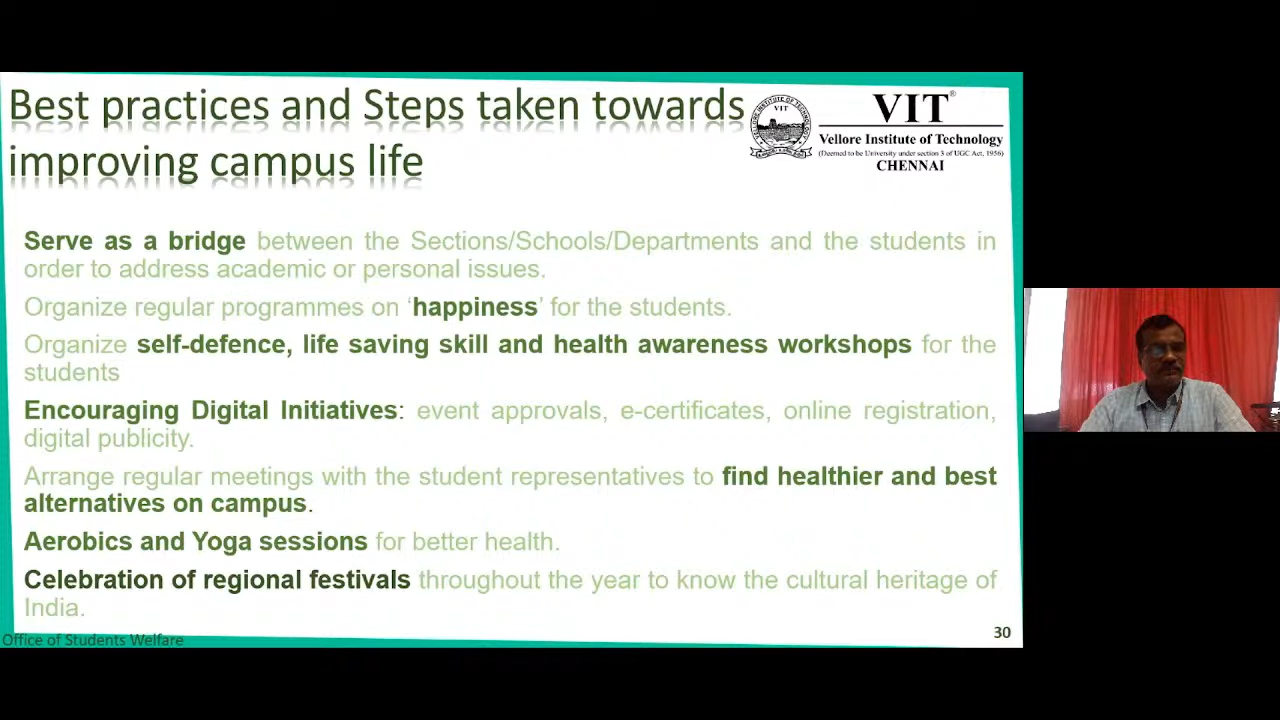 Best practices and Steps taken towards
improving campus life
VIT®
Vellore Institute of Technology
(Deemed to be University under section 3 of UGC Act, 1956)
CHENNAI
VIT
Serve as a bridge between the Sections/Schools/Departments and the students in
order to address academic or personal issues.
Organize regular programmes on ‘happiness’ for the students.
Organize self-defence, life saving skill and health awareness workshops for the
students
Encouraging Digital Initiatives: event approvals, e-certificates, online registration,
digital publicity.
Arrange regular meetings with the student representatives to find healthier and best
alternatives on campus.
Aerobics and Yoga sessions for better health.
Celebration of regional festivals throughout the year to know the cultural heritage of
India.
Office of Students Welfare
30